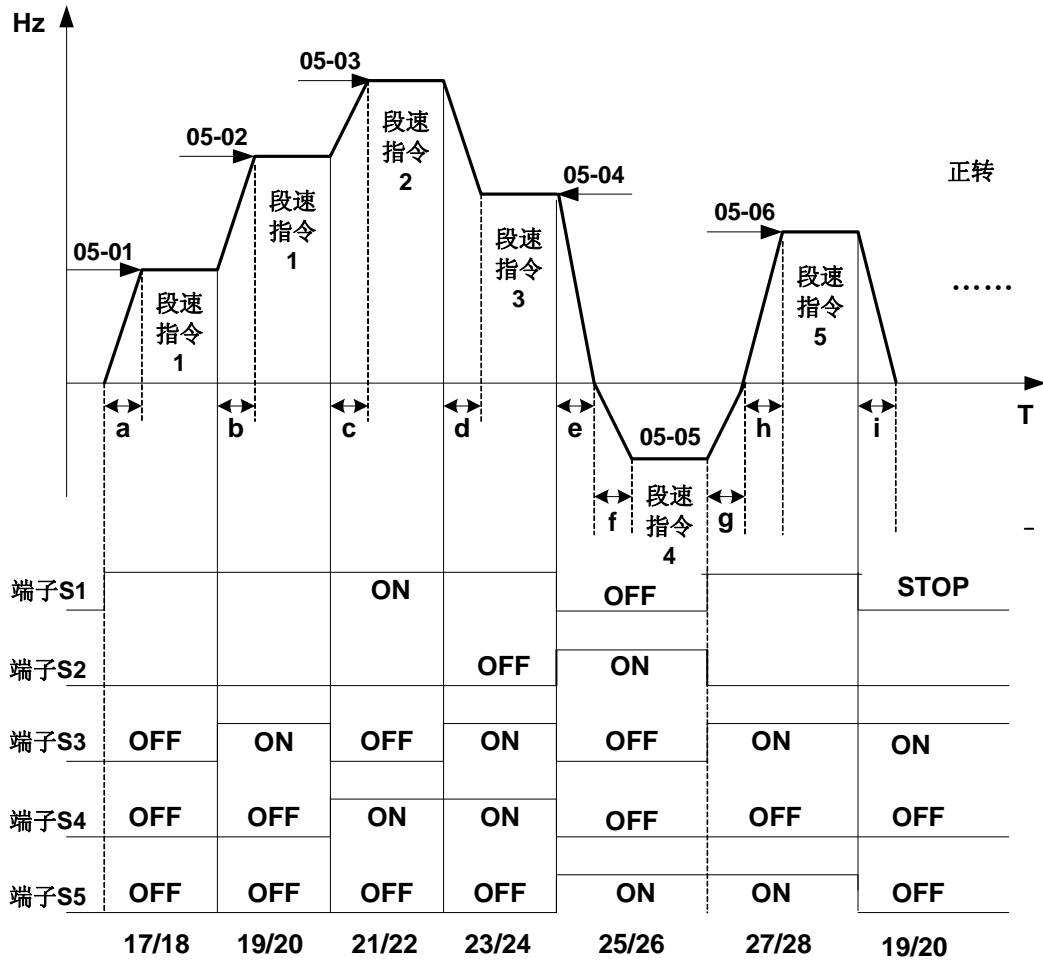 Hz
05-03
段速
指令
2
05-02
段速
指令
1
05-04
正转
05-06
段速
指令
3
段速
指令
5
05-01
段速
指令
1
......
T
a
b
c
d
e
h
i
05-05
f
段速
指令
4
g
–
端子S1
ON
OFF
STOP
端子S2
OFF
ON
端子S3
OFF
ON
OFF
ON
OFF
ON
ON
端子S4
OFF
OFF
ON
ON
OFF
OFF
OFF
端子S5
OFF
OFF
OFF
OFF
ON
ON
OFF
17/18
19/20
21/22
23/24
25/26
27/28
19/20